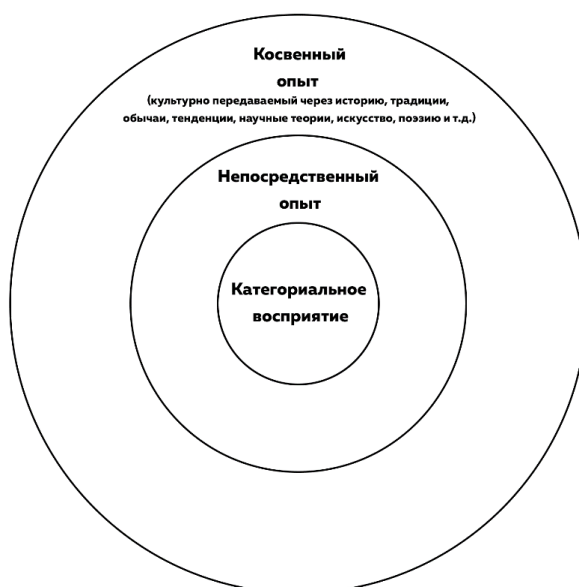 Косвенный
опыт
(культурно передаваемый через историю, традиции,
обычаи, тенденции, научные теории, искусство, поэзию и т.д.)
Непосредственный
опыт
Категориальное
восприятие